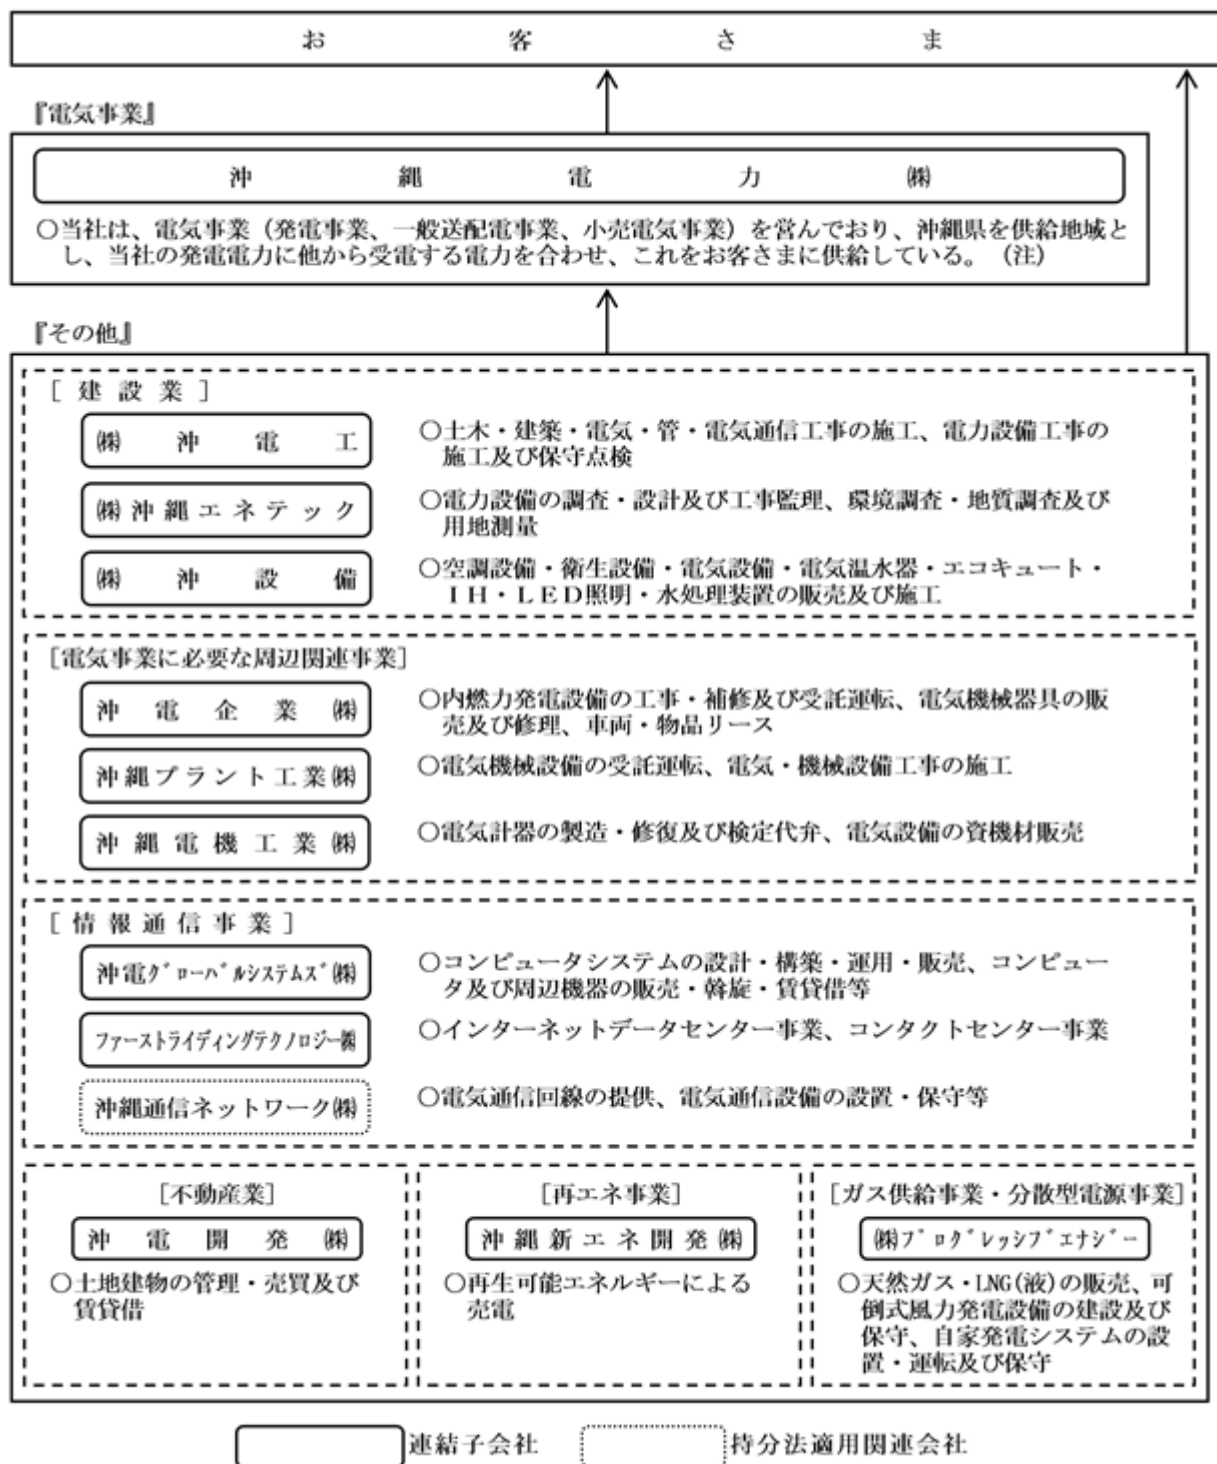 お客さま
『電気事業』
沖縄電力㈱
○当社は、電気事業（発電事業、一般送配電事業、小売電気事業）を営んでおり、沖縄県を供給地域と
し、当社の発電電力に他から受電する電力を合わせ、これをお客さまに供給している。（注）
『その他』
［建設業］
㈱沖電工
○土木・建築・電気・管・電気通信工事の施工、電力設備工事の
施工及び保守点検
㈱沖縄エネテック
○電力設備の調査・設計及び工事監理、環境調査・地質調査及び
用地測量
㈱沖設備
○空調設備・衛生設備・電気設備・電気温水器・エコキュート・
ＩＨ・ＬＥＤ照明・水処理装置の販売及び施工
［電気事業に必要な周辺関連事業］
沖電企業㈱
○内燃力発電設備の工事・補修及び受託運転、電気機械器具の販
売及び修理、車両・物品リース
沖縄プラント工業㈱
○電気機械設備の受託運転、電気・機械設備工事の施工
沖縄電機工業㈱
○電気計器の製造・修復及び検定代弁、電気設備の資機材販売
［情報通信事業］
沖電ｸﾞﾛｰﾊﾞﾙｼｽﾃﾑｽﾞ㈱
○コンピュータシステムの設計・構築・運用・販売、コンピュー
タ及び周辺機器の販売・斡旋・賃貸借等
ファーストライディングテクノロジー㈱
○インターネットデータセンター事業、コンタクトセンター事業
沖縄通信ネットワーク㈱
○電気通信回線の提供、電気通信設備の設置・保守等
［不動産業］
沖電開発㈱
○土地建物の管理・売買及び
賃貸借
［再エネ事業］
沖縄新エネ開発㈱
○再生可能エネルギーによる
売電
［ガス供給事業・分散型電源事業］
㈱ﾌﾟﾛｸﾞﾚｯｼﾌﾞｴﾅｼﾞｰ
○天然ガス・LNG(液)の販売、可
倒式風力発電設備の建設及び
保守、自家発電システムの設
置・運転及び保守
連結子会社
持分法適用関連会社